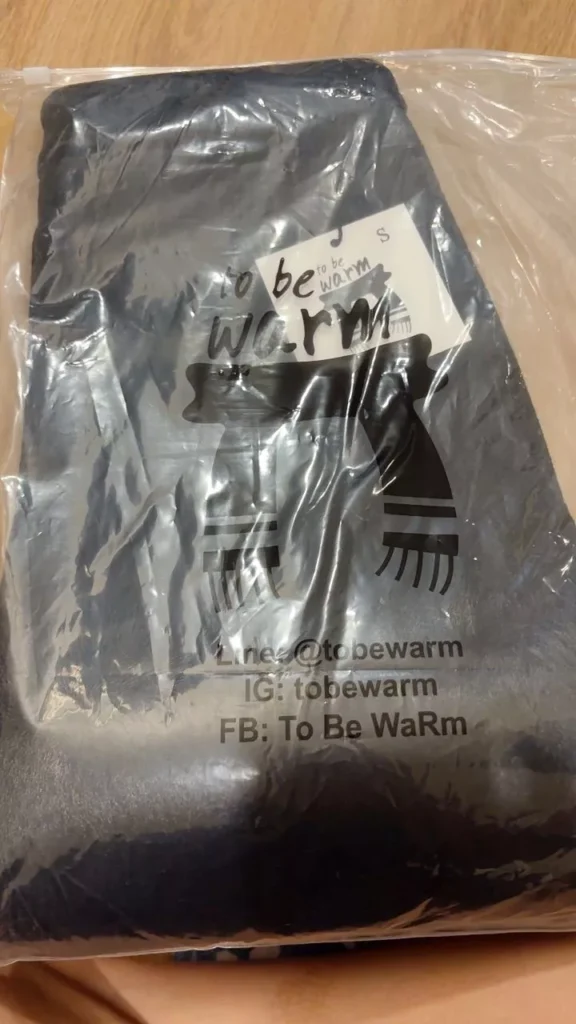 S
to be
warm
to be
warm
Line: @tobewarm
IG: tobewarm
FB: To Be WaRm